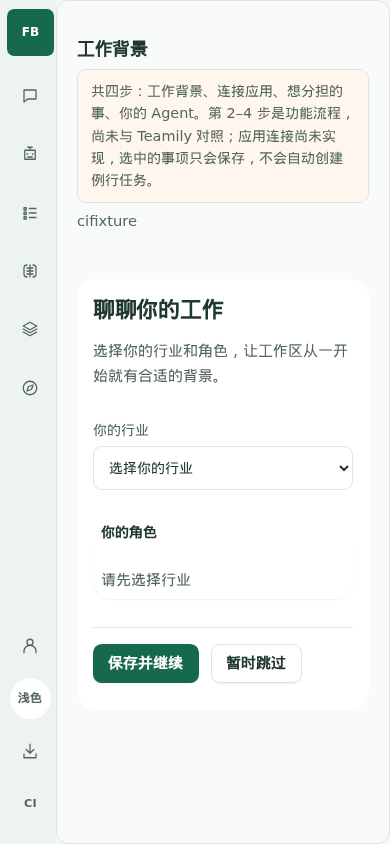 FB
工作背景
共四步：工作背景、连接应用、想分担的
事、你的 Agent。第 2–4 步是功能流程，
尚未与 Teamily 对照；应用连接尚未实
现，选中的事项只会保存，不会自动创建
例行任务。
cifixture
聊聊你的工作
选择你的行业和角色，让工作区从一开
始就有合适的背景。
你的行业
选择你的行业
你的角色
请先选择行业
保存并继续
暂时跳过
浅色
CI